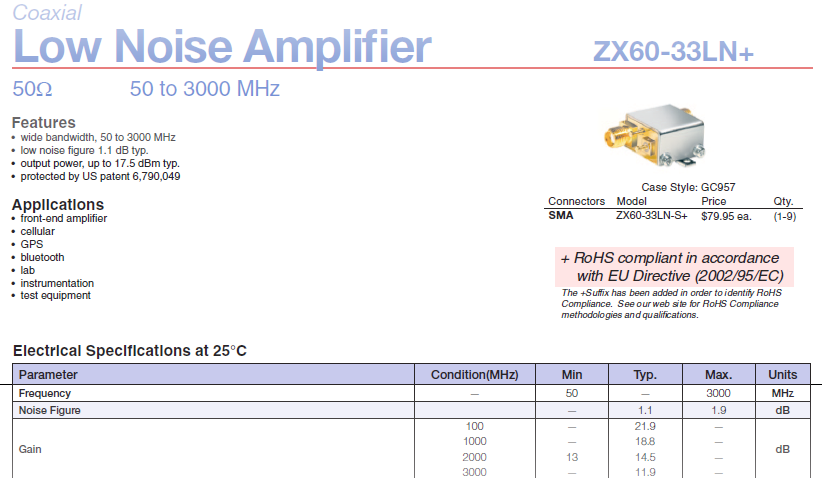 Coaxial
Low Noise Amplifier
ZX60-33LN+
50Ω 50 to 3000 MHz
Features
• wide bandwidth, 50 to 3000 MHz
• low noise figure 1.1 dB typ.
• output power, up to 17.5 dBm typ.
• protected by US patent 6,790,049
Applications
• front-end amplifier
• cellular
• GPS
• bluetooth
• lab
• instrumentation
• test equipment
Case Style: GC957
Connectors Model Price Qty.
SMA ZX60-33LN-S+ $79.95 ea. (1-9)
+ RoHS compliant in accordance
with EU Directive (2002/95/EC)
The +Suffix has been added in order to identify RoHS
Compliance. See our web site for RoHS Compliance
methodologies and qualifications.
Electrical Specifications at 25°C
Parameter Condition(MHz) Min Typ. Max. Units
Frequency — 50 — 3000 MHz
Noise Figure — 1.1 1.9 dB
Gain dB
100 — 21.9 —
1000 — 18.8 —
2000 13 14.5 —
3000 — 11.9 —